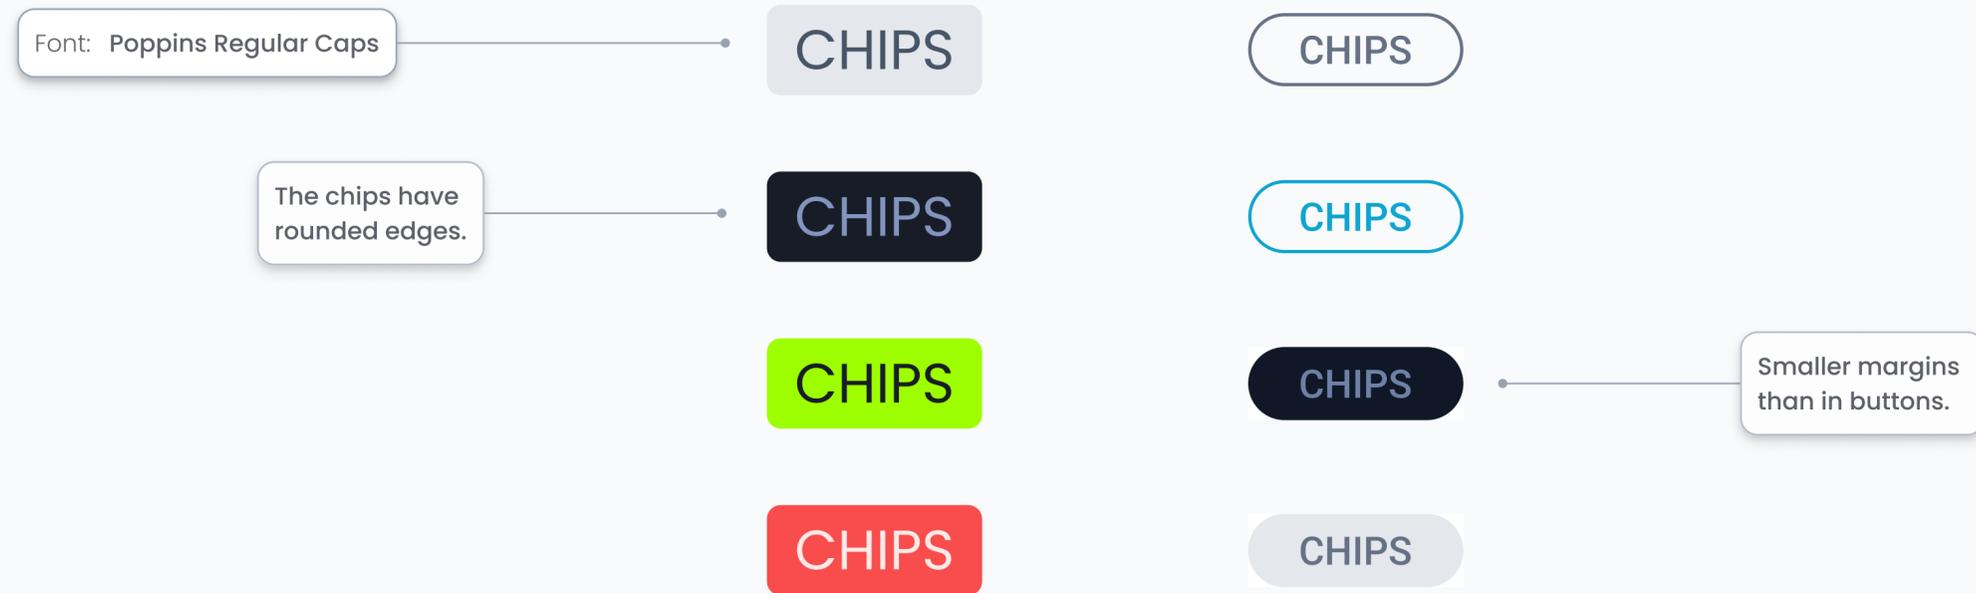 Font: Poppins Regular Caps
CHIPS
CHIPS
The chips have
rounded edges.
CHIPS
CHIPS
CHIPS
CHIPS
Smaller margins
than in buttons.
CHIPS
CHIPS